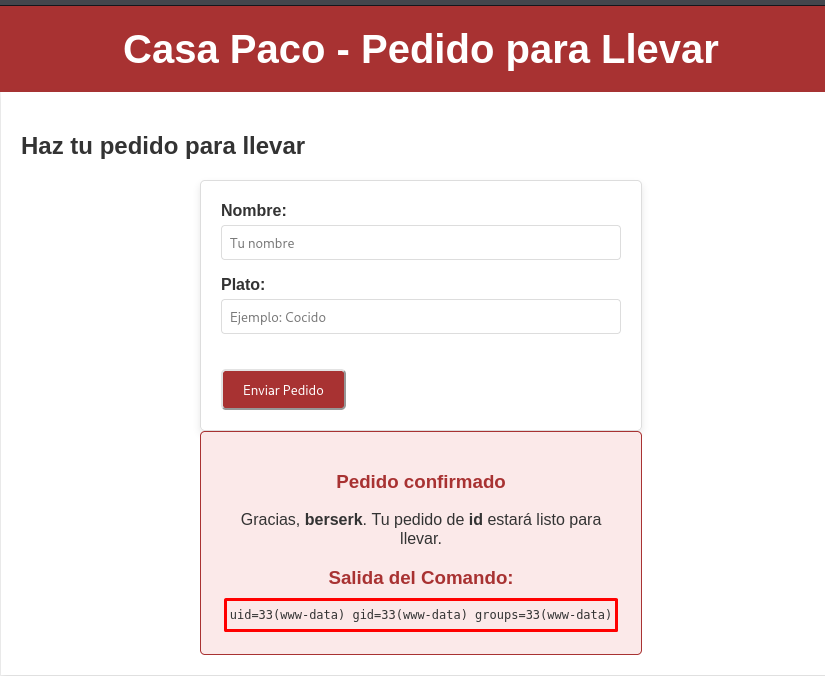 Casa Paco - Pedido para Llevar
Haz tu pedido para llevar
Nombre:
Tu nombre
Plato:
Ejemplo: Cocido
Enviar Pedido
Pedido confirmado
Gracias, berserk. Tu pedido de id estará listo para
llevar.
Salida del Comando:
uid=33(www-data) gid=33(www-data) groups=33(www-data)